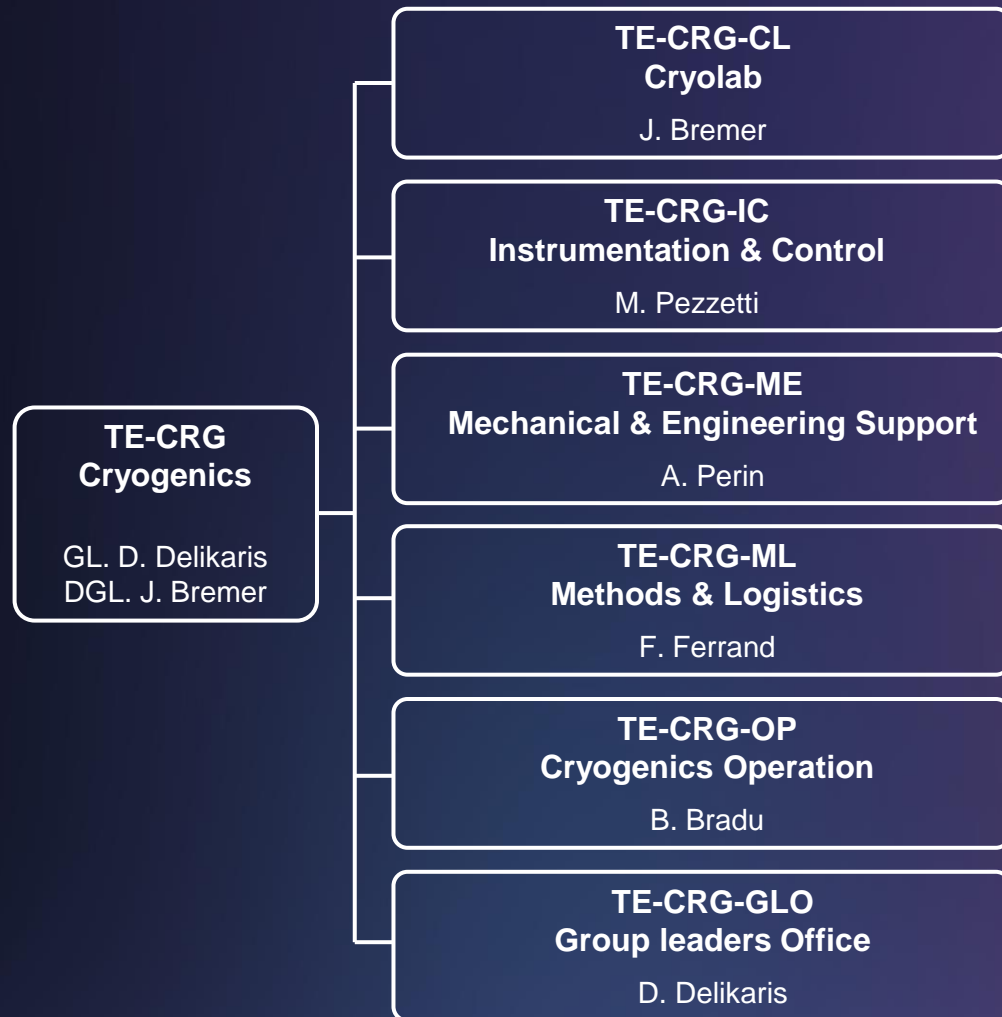 TE-CRG
Cryogenics
GL. D. Delikaris
DGL. J. Bremer
TE-CRG-CL
Cryolab
J. Bremer
TE-CRG-IC
Instrumentation & Control
M. Pezzetti
TE-CRG-ME
Mechanical & Engineering Support
A. Perin
TE-CRG-ML
Methods & Logistics
F. Ferrand
TE-CRG-OP
Cryogenics Operation
B. Bradu
TE-CRG-GLO
Group leaders Office
D. Delikaris